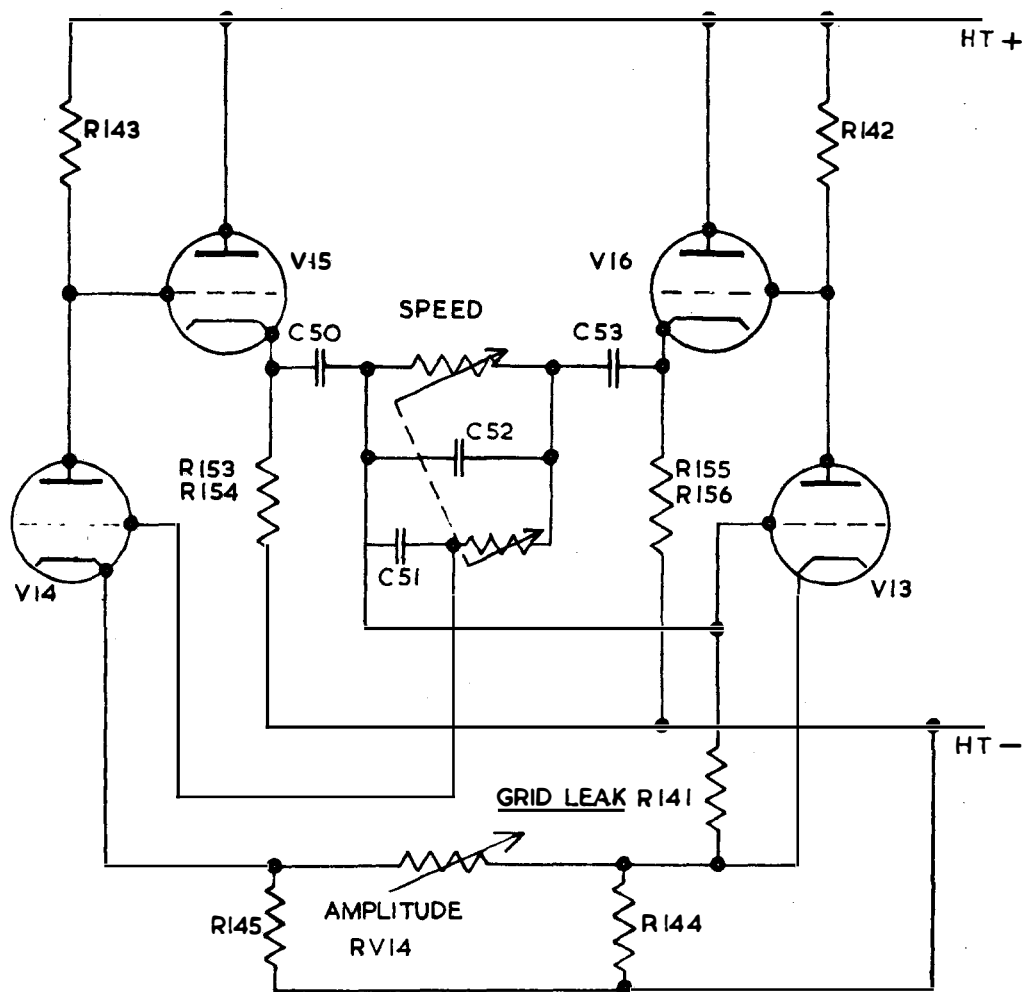 HT +
R143
R142
V15
V16
SPEED
C50
C53
C52
R153
R154
R155
R156
C51
V14
V13
HT -
GRID LEAK R141
AMPLITUDE
RV14
R145
R144